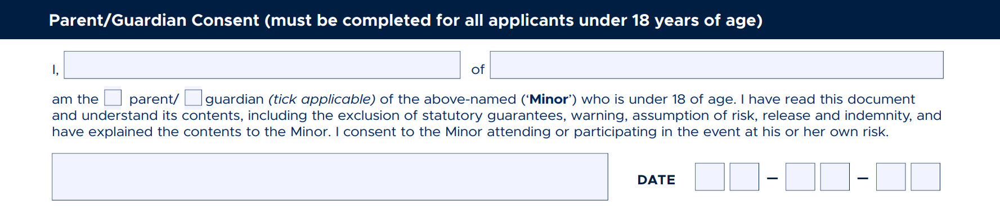 Parent/Guardian Consent (must be completed for all applicants under 18 years of age)
I, of
am the parent/ guardian (tick applicable) of the above-named (‘Minor’) who is under 18 of age. I have read this document
and understand its contents, including the exclusion of statutory guarantees, warning, assumption of risk, release and indemnity, and
have explained the contents to the Minor. I consent to the Minor attending or participating in the event at his or her own risk.
DATE – –